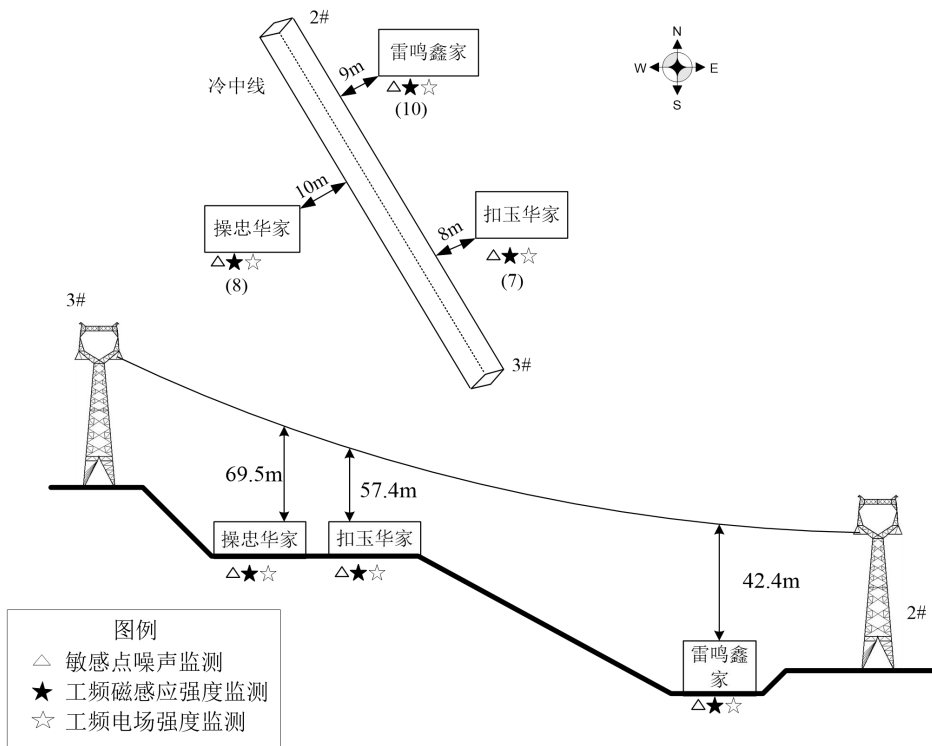 2#
雷鸣鑫家
9m
(10)
冷中线
N
W
E
S
10m
操忠华家
(8)
扣玉华家
8m
(7)
3#
3#
69.5m
57.4m
操忠华家
扣玉华家
42.4m
2#
雷鸣鑫
家
图例
敏感点噪声监测
工频磁感应强度监测
工频电场强度监测